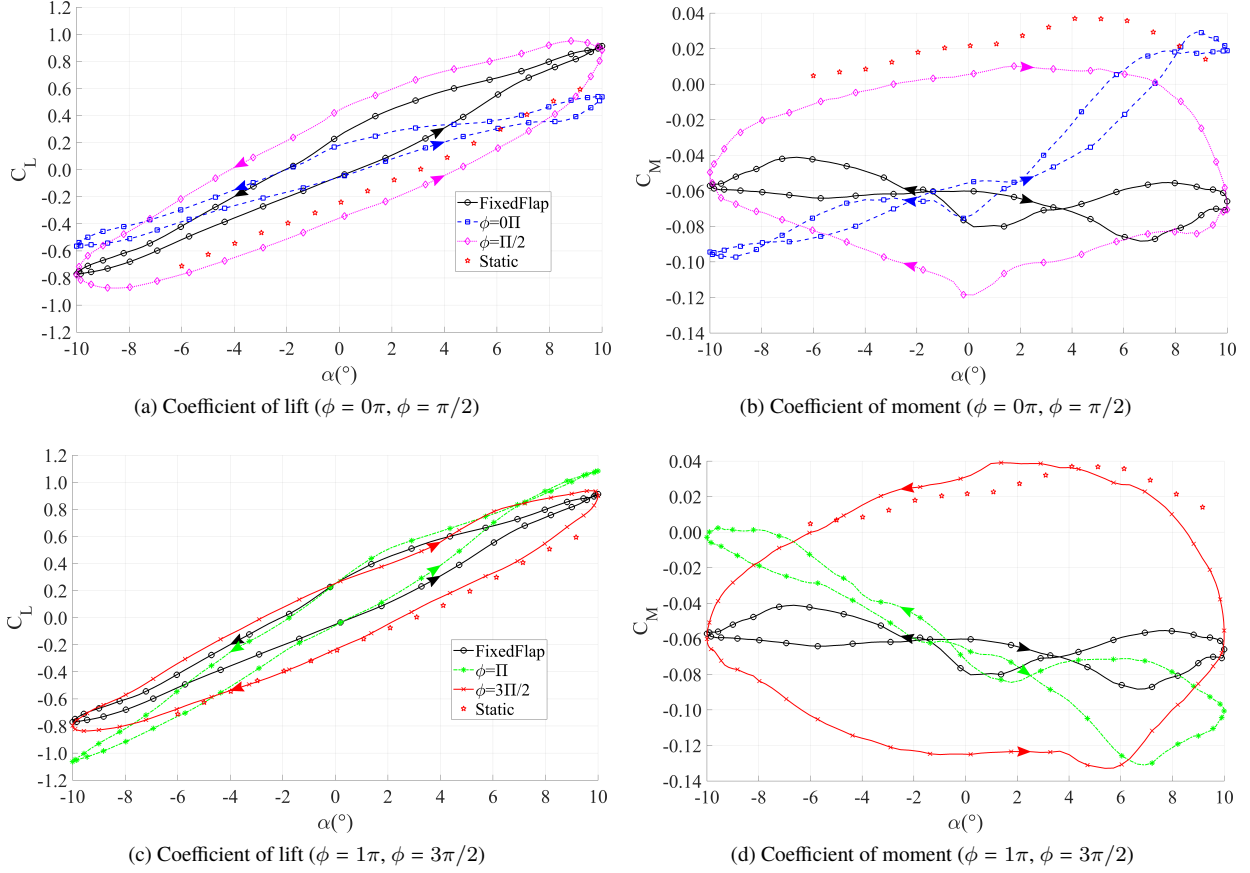 1.2
1.0
0.8
0.6
0.4
0.2
0.0
-0.2
-0.4
-0.6
-0.8
-1.0
-1.2
C_L
-10 -8 -6 -4 -2 0 2 4 6 8 10
α(°)
FixedFlap
ϕ=0Π
ϕ=Π/2
Static
(a) Coefficient of lift (ϕ = 0π, ϕ = π/2)
0.04
0.02
0.00
-0.02
-0.04
-0.06
-0.08
-0.10
-0.12
-0.14
C_M
-10 -8 -6 -4 -2 0 2 4 6 8 10
α(°)
(b) Coefficient of moment (ϕ = 0π, ϕ = π/2)
1.2
1.0
0.8
0.6
0.4
0.2
0.0
-0.2
-0.4
-0.6
-0.8
-1.0
-1.2
C_L
-10 -8 -6 -4 -2 0 2 4 6 8 10
α(°)
FixedFlap
ϕ=Π
ϕ=3Π/2
Static
(c) Coefficient of lift (ϕ = 1π, ϕ = 3π/2)
0.04
0.02
0.00
-0.02
-0.04
-0.06
-0.08
-0.10
-0.12
-0.14
C_M
-10 -8 -6 -4 -2 0 2 4 6 8 10
α(°)
(d) Coefficient of moment (ϕ = 1π, ϕ = 3π/2)